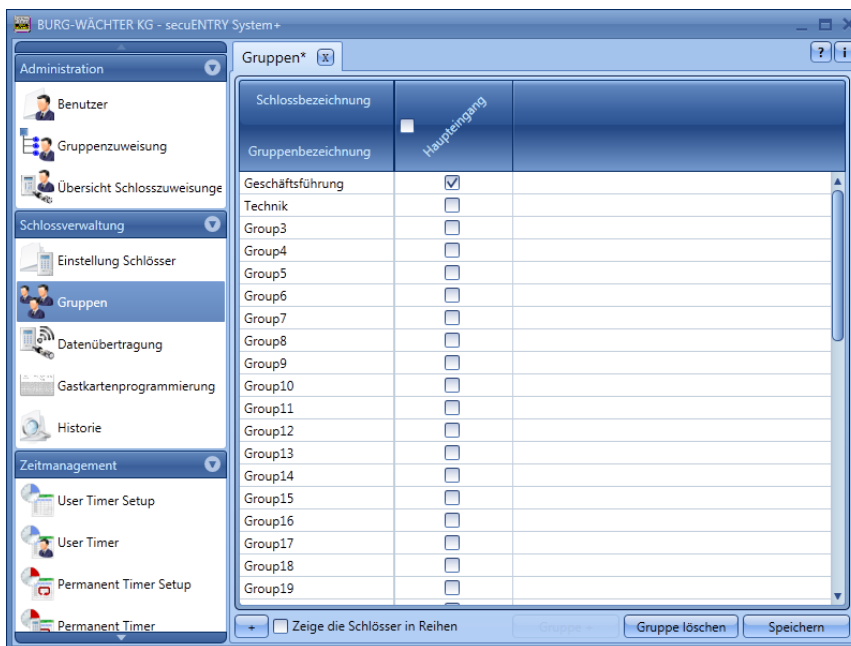 BURG-WÄCHTER KG - secuENTRY System+
Administration
Benutzer
Gruppenzuweisung
Übersicht Schlosszuweisunge
Schlossverwaltung
Einstellung Schlösser
Gruppen
Datenübertragung
Gastkartenprogrammierung
Historie
Zeitmanagement
User Timer Setup
User Timer
Permanent Timer Setup
Permanent Timer
Gruppen* X
? i
Schlossbezeichnung
Haupteingang
Gruppenbezeichnung
Geschäftsführung
Technik
Group3
Group4
Group5
Group6
Group7
Group8
Group9
Group10
Group11
Group12
Group13
Group14
Group15
Group16
Group17
Group18
Group19
+ Zeige die Schlösser in Reihen Gruppe + Gruppe löschen Speichern